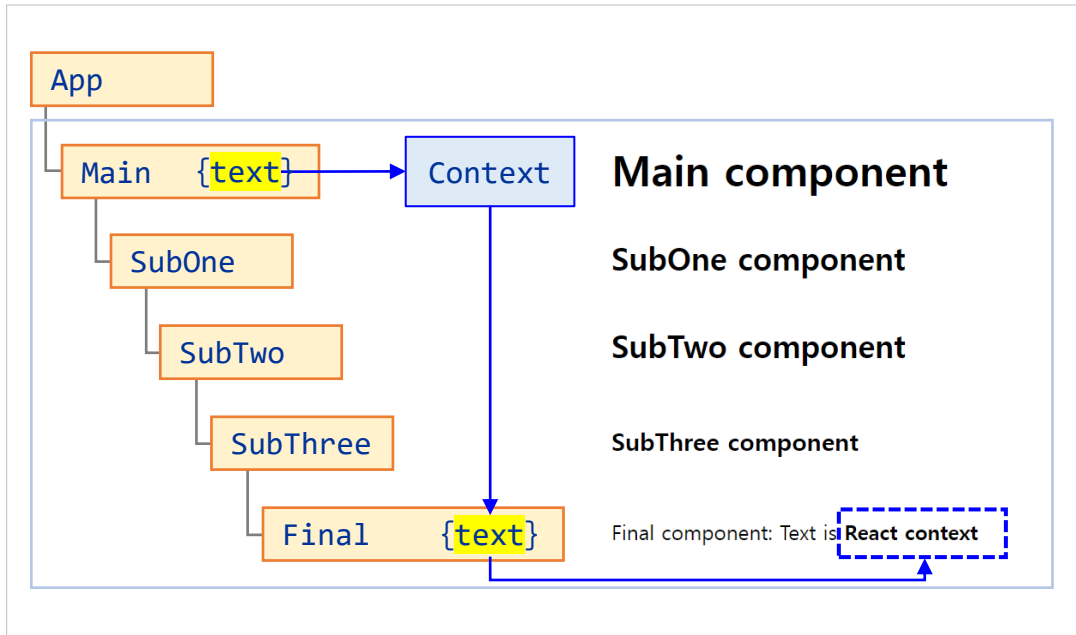 App
Main {text} Context Main component
SubOne SubOne component
SubTwo SubTwo component
SubThree SubThree component
Final {text} Final component: Text is React context